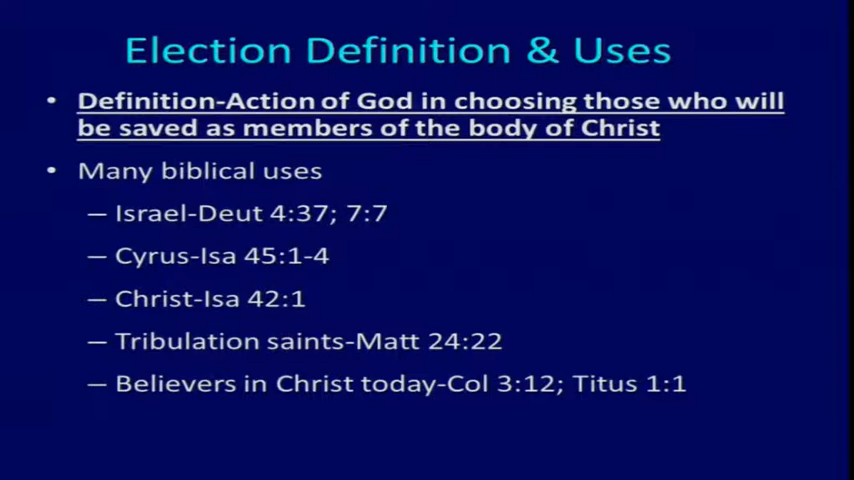 Election Definition & Uses
• Definition-Action of God in choosing those who will
be saved as members of the body of Christ
• Many biblical uses
– Israel-Deut 4:37; 7:7
– Cyrus-Isa 45:1-4
– Christ-Isa 42:1
– Tribulation saints-Matt 24:22
– Believers in Christ today-Col 3:12; Titus 1:1